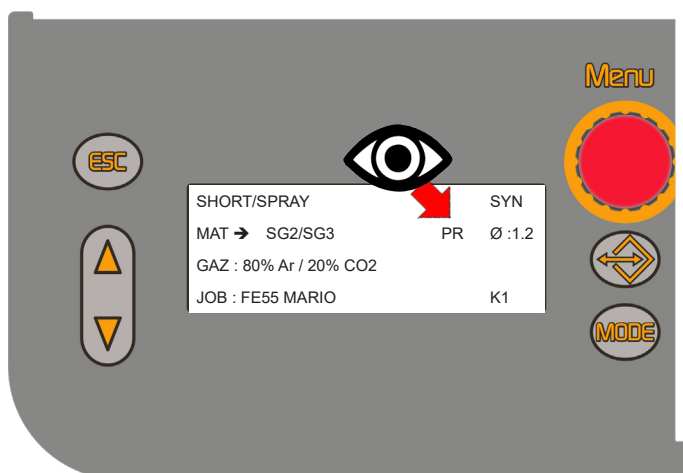 Menu
ESC
SHORT/SPRAY SYN
MAT ➔ SG2/SG3 PR Ø :1.2
GAZ : 80% Ar / 20% CO2
JOB : FE55 MARIO K1
MODE